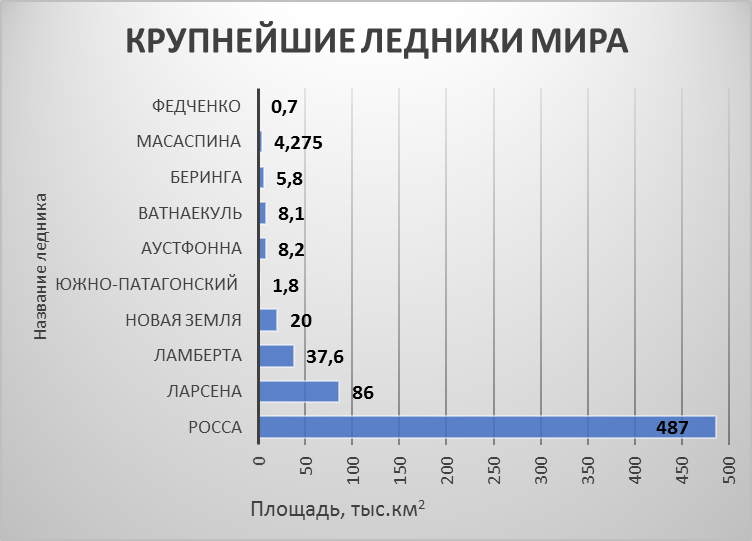 КРУПНЕЙШИЕ ЛЕДНИКИ МИРА
Название ледника
ФЕДЧЕНКО 0,7
МАСАСПИНА 4,275
БЕРИНГА 5,8
ВАТНАЕКУЛЬ 8,1
АУСТФОННА 8,2
ЮЖНО-ПАТАГОНСКИЙ 1,8
НОВАЯ ЗЕМЛЯ 20
ЛАМБЕРТА 37,6
ЛАРСЕНА 86
РОССА 487
0 50 100 150 200 250 300 350 400 450 500
Площадь, тыс.км²